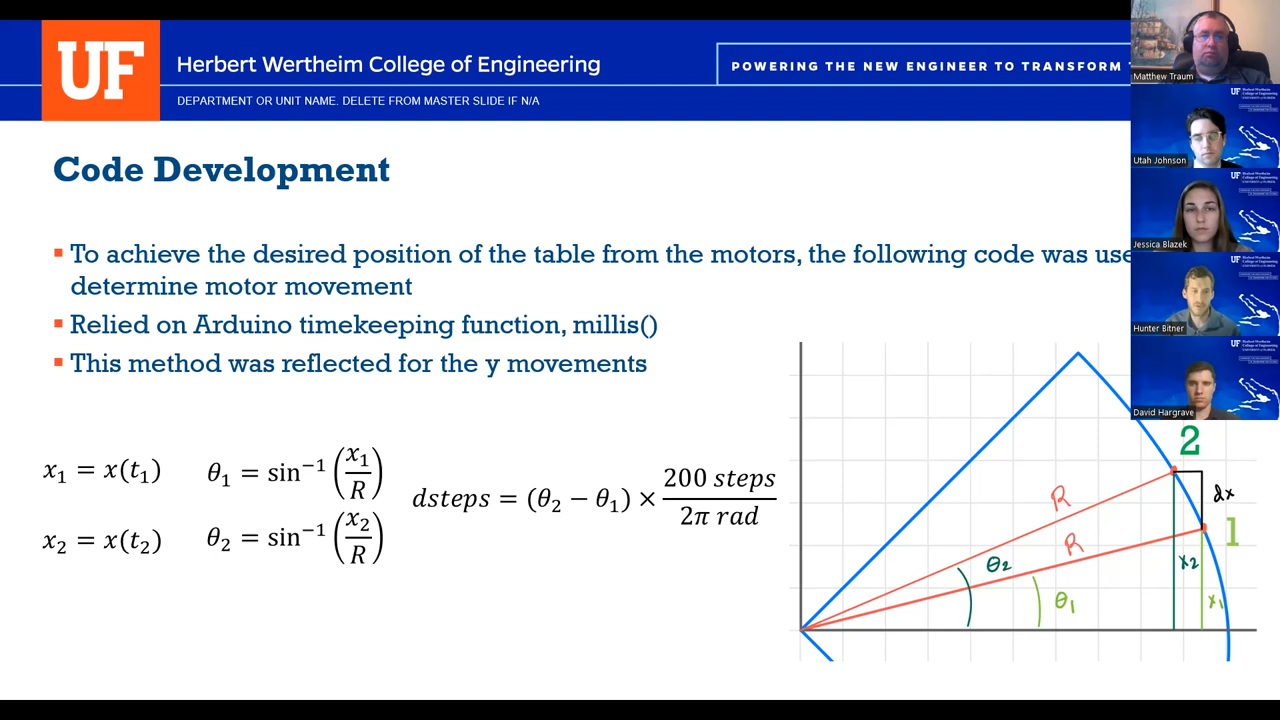 UF
Herbert Wertheim College of Engineering
DEPARTMENT OR UNIT NAME. DELETE FROM MASTER SLIDE IF N/A
POWERING THE NEW ENGINEER TO TRANSFORM
Matthew Traum
Utah Johnson
Jessica Blazek
Hunter Bitner
David Hargrave
Code Development
▪ To achieve the desired position of the table from the motors, the following code was use
determine motor movement
▪ Relied on Arduino timekeeping function, millis()
▪ This method was reflected for the y movements
x₁ = x(t₁)
θ₁ = sin⁻¹(x₁/R)
x₂ = x(t₂)
θ₂ = sin⁻¹(x₂/R)
dsteps = (θ₂ − θ₁) × 200 steps / 2π rad
2
dx
1
R
R
θ₂
θ₁
x₂
x₁